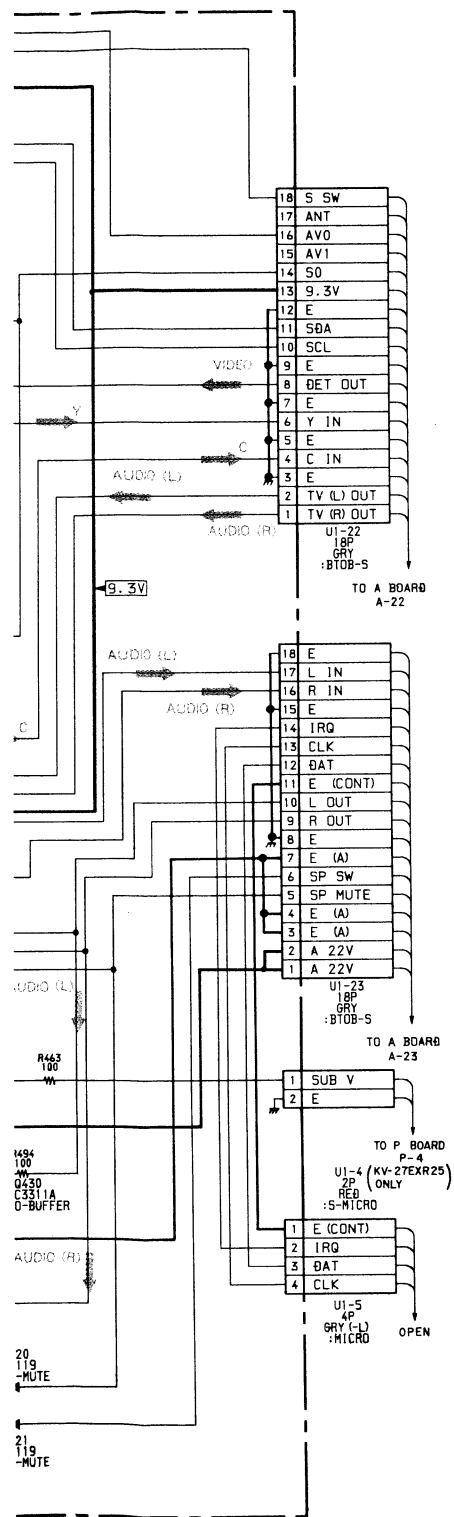 18 S SW
17 ANT
16 AV0
15 AV1
14 S0
13 9.3V
12 E
11 SDA
10 SCL
VIDEO
9 E
8 DET OUT
7 E
Y
6 Y IN
5 E
C
4 C IN
3 E
AUDIO (L)
2 TV (L) OUT
1 TV (R) OUT
AUDIO (R)
U1-22
18P
GRY
:BTOB-S
TO A BOARD
A-22
9.3V
18 E
AUDIO (L)
17 L IN
16 R IN
AUDIO (R)
15 E
14 IRQ
C
13 CLK
12 DAT
11 E (CONT)
10 L OUT
9 R OUT
8 E
7 E (A)
6 SP SW
5 SP MUTE
4 E (A)
3 E (A)
2 A 22V
1 A 22V
AUDIO (L)
U1-23
18P
GRY
:BTOB-S
TO A BOARD
A-23
R463
100
1 SUB V
2 E
TO P BOARD
P-4
(KV-27EXR25)
ONLY
U1-4
2P
RED
:S-MICRO
R494
100
Q430
C3311A
O-BUFFER
1 E (CONT)
2 IRQ
3 DAT
4 CLK
AUDIO (R)
U1-5
4P
GRY (-L)
:MICRO
OPEN
20
119
-MUTE
21
119
-MUTE